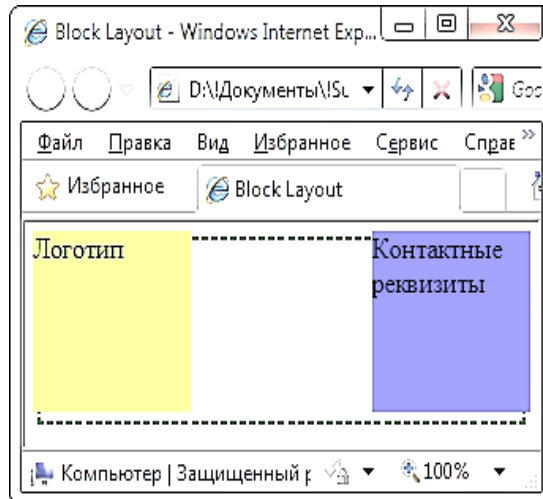 Block Layout - Windows Internet Exp...
D:\!Документы\!Su
Goo
Файл Правка Вид Избранное Сервис Справ »
Избранное Block Layout
Логотип
Контактные
реквизиты
Компьютер | Защищенный р 100%